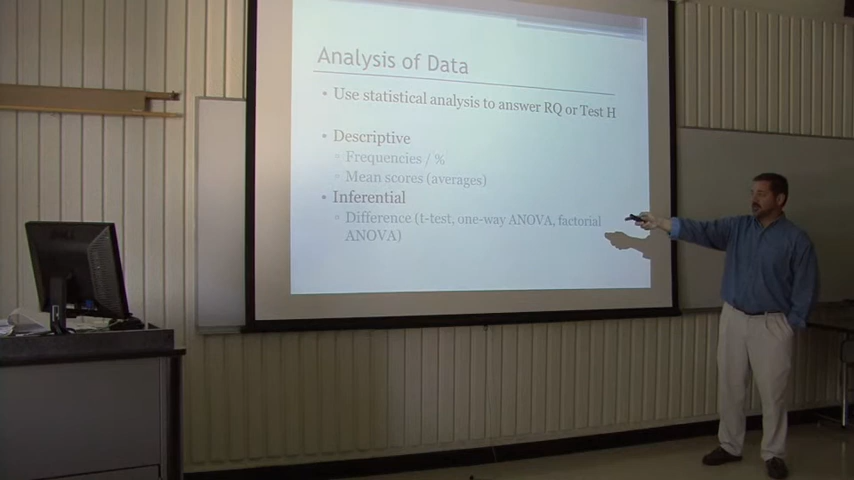 Analysis of Data
• Use statistical analysis to answer RQ or Test H
• Descriptive
▫ Frequencies / %
▫ Mean scores (averages)
• Inferential
▫ Difference (t-test, one-way ANOVA, factorial
ANOVA)